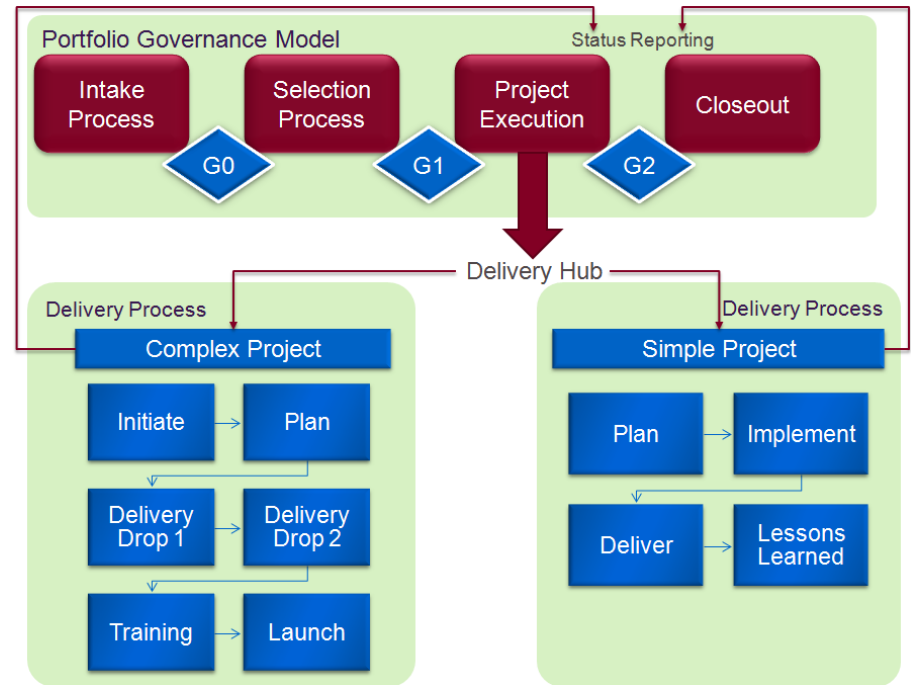 Portfolio Governance Model
Status Reporting
Intake
Process
Selection
Process
Project
Execution
Closeout
G0
G1
G2
Delivery Hub
Delivery Process
Complex Project
Initiate
Plan
Delivery
Drop 1
Delivery
Drop 2
Training
Launch
Delivery Process
Simple Project
Plan
Implement
Deliver
Lessons
Learned